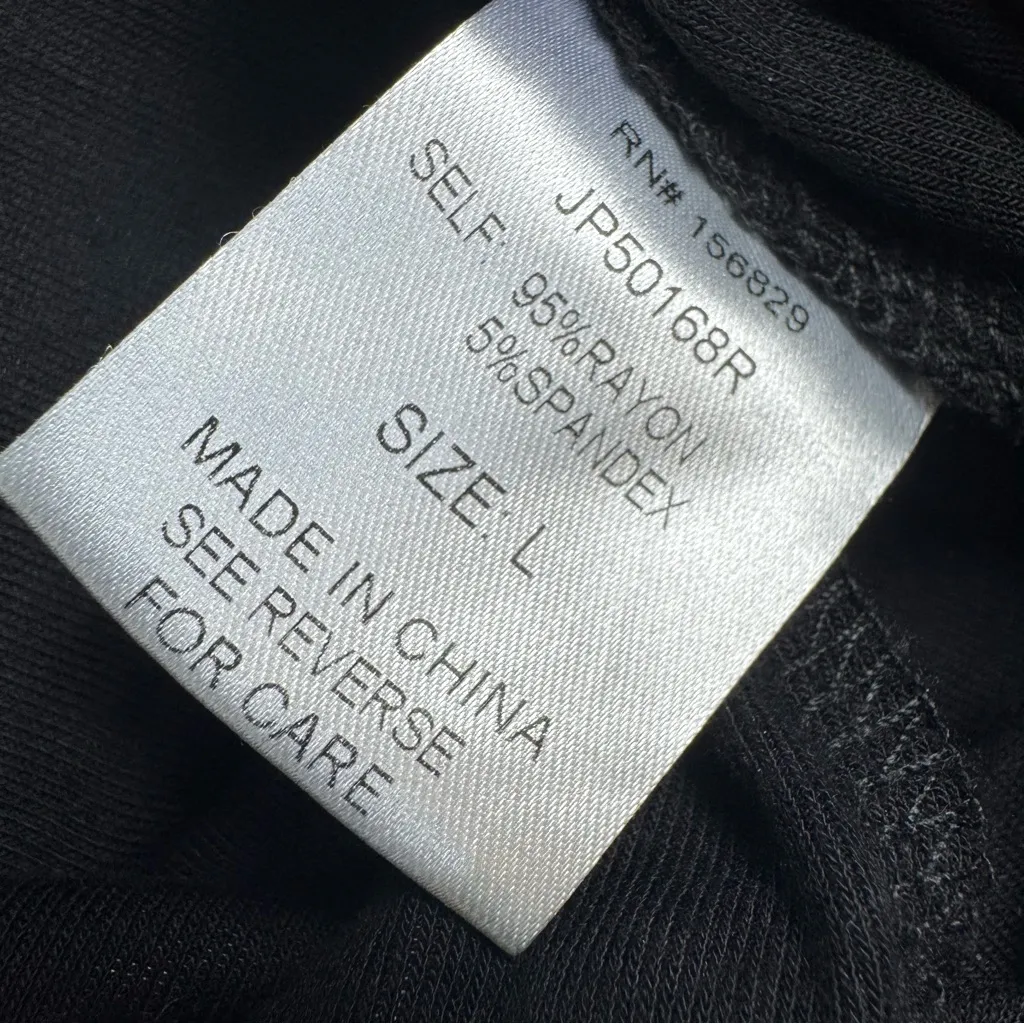 RN# 156829
JP50168R
SELF: 95%RAYON
5%SPANDEX
SIZE: L
MADE IN CHINA
SEE REVERSE
FOR CARE